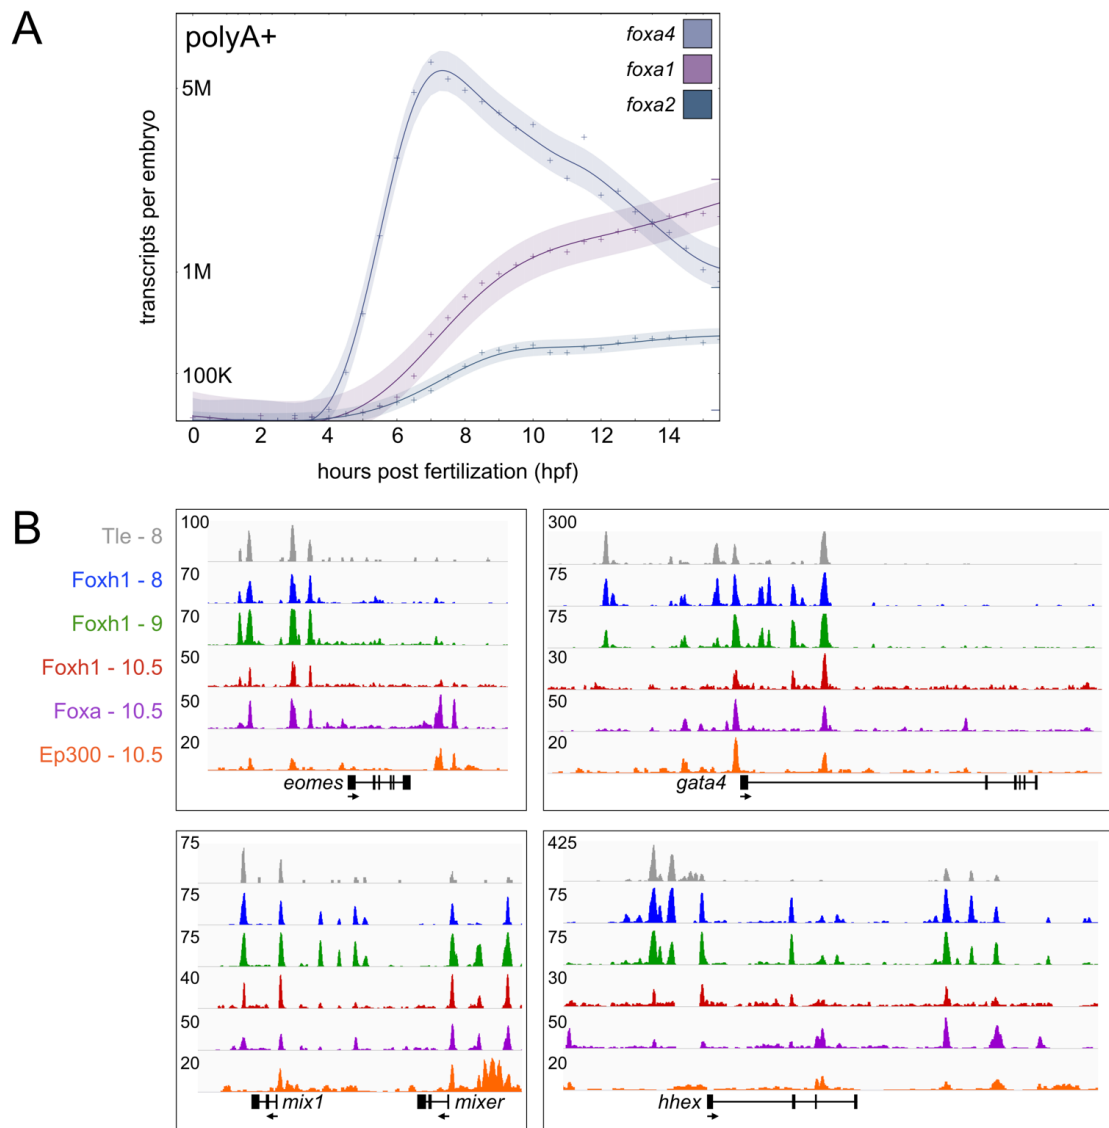 A
polyA+
foxa4
foxa1
foxa2
5M
1M
100K
transcripts per embryo
0 2 4 6 8 10 12 14
hours post fertilization (hpf)
B
Tle - 8
Foxh1 - 8
Foxh1 - 9
Foxh1 - 10.5
Foxa - 10.5
Ep300 - 10.5
100
70
70
50
50
20
eomes
300
75
75
30
50
20
gata4
75
75
75
40
50
20
mix1
mixer
425
75
75
30
50
20
hhex